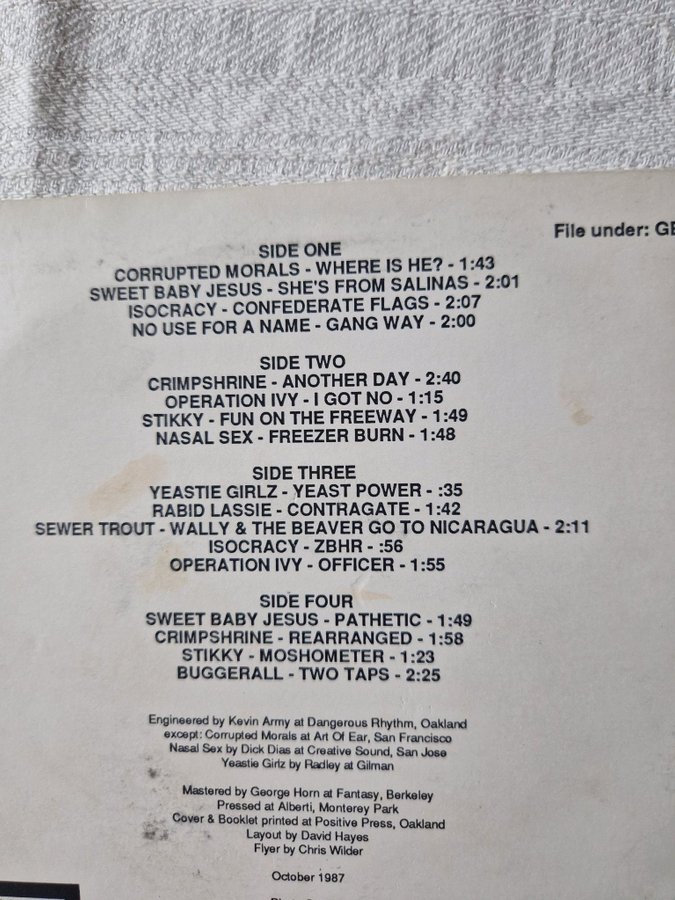 File under: GE
SIDE ONE
CORRUPTED MORALS - WHERE IS HE? - 1:43
SWEET BABY JESUS - SHE'S FROM SALINAS - 2:01
ISOCRACY - CONFEDERATE FLAGS - 2:07
NO USE FOR A NAME - GANG WAY - 2:00
SIDE TWO
CRIMPSHRINE - ANOTHER DAY - 2:40
OPERATION IVY - I GOT NO - 1:15
STIKKY - FUN ON THE FREEWAY - 1:49
NASAL SEX - FREEZER BURN - 1:48
SIDE THREE
YEASTIE GIRLZ - YEAST POWER - :35
RABID LASSIE - CONTRAGATE - 1:42
SEWER TROUT - WALLY & THE BEAVER GO TO NICARAGUA - 2:11
ISOCRACY - ZBHR - :56
OPERATION IVY - OFFICER - 1:55
SIDE FOUR
SWEET BABY JESUS - PATHETIC - 1:49
CRIMPSHRINE - REARRANGED - 1:58
STIKKY - MOSHOMETER - 1:23
BUGGERALL - TWO TAPS - 2:25
Engineered by Kevin Army at Dangerous Rhythm, Oakland
except: Corrupted Morals at Art Of Ear, San Francisco
Nasal Sex by Dick Dias at Creative Sound, San Jose
Yeastie Girlz by Radley at Gilman
Mastered by George Horn at Fantasy, Berkeley
Pressed at Alberti, Monterey Park
Cover & Booklet printed at Positive Press, Oakland
Layout by David Hayes
Flyer by Chris Wilder
October 1987